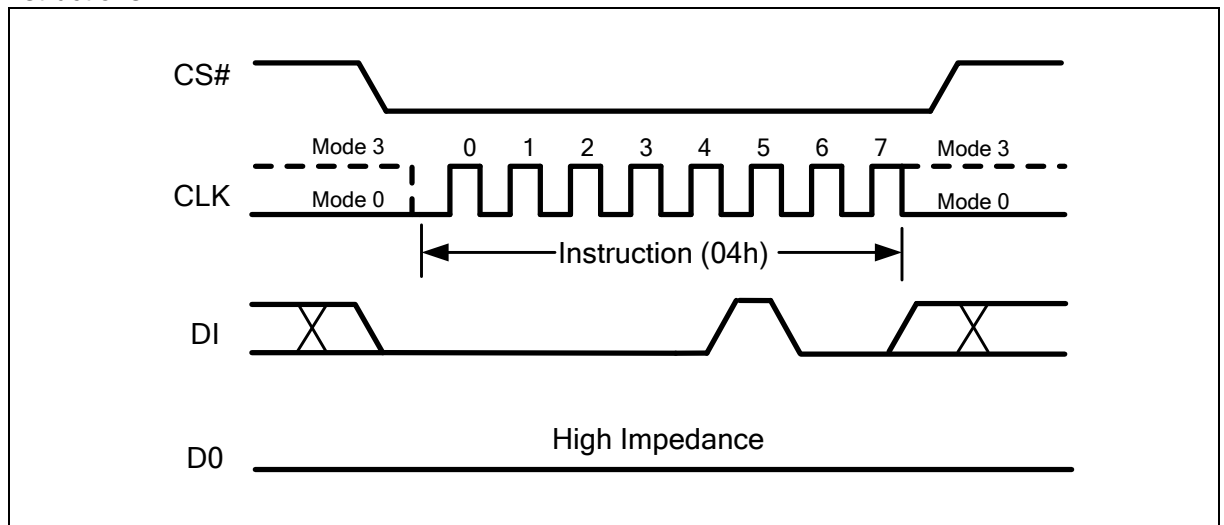 CS#
Mode 3 0 1 2 3 4 5 6 7 Mode 3
CLK
Mode 0 Mode 0
Instruction (04h)
DI
High Impedance
D0